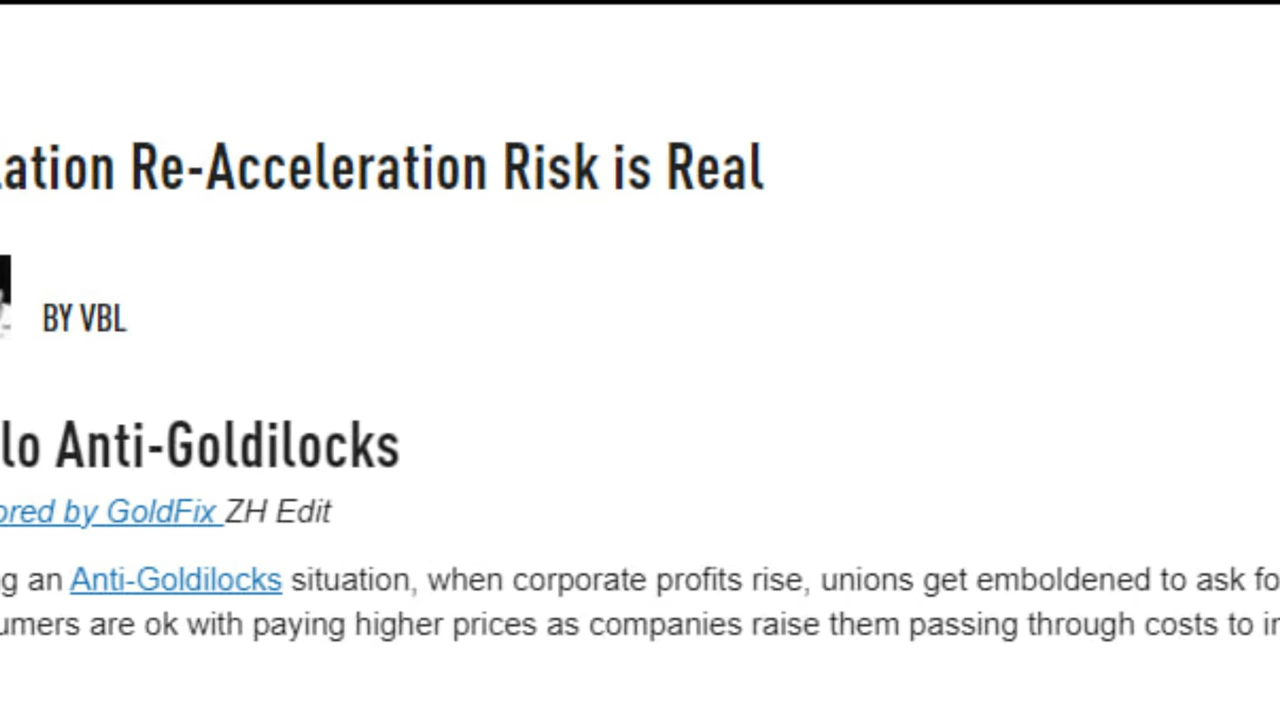 ation Re-Acceleration Risk is Real
BY VBL
lo Anti-Goldilocks
ored by GoldFix ZH Edit
g an Anti-Goldilocks situation, when corporate profits rise, unions get emboldened to ask fo
umers are ok with paying higher prices as companies raise them passing through costs to in